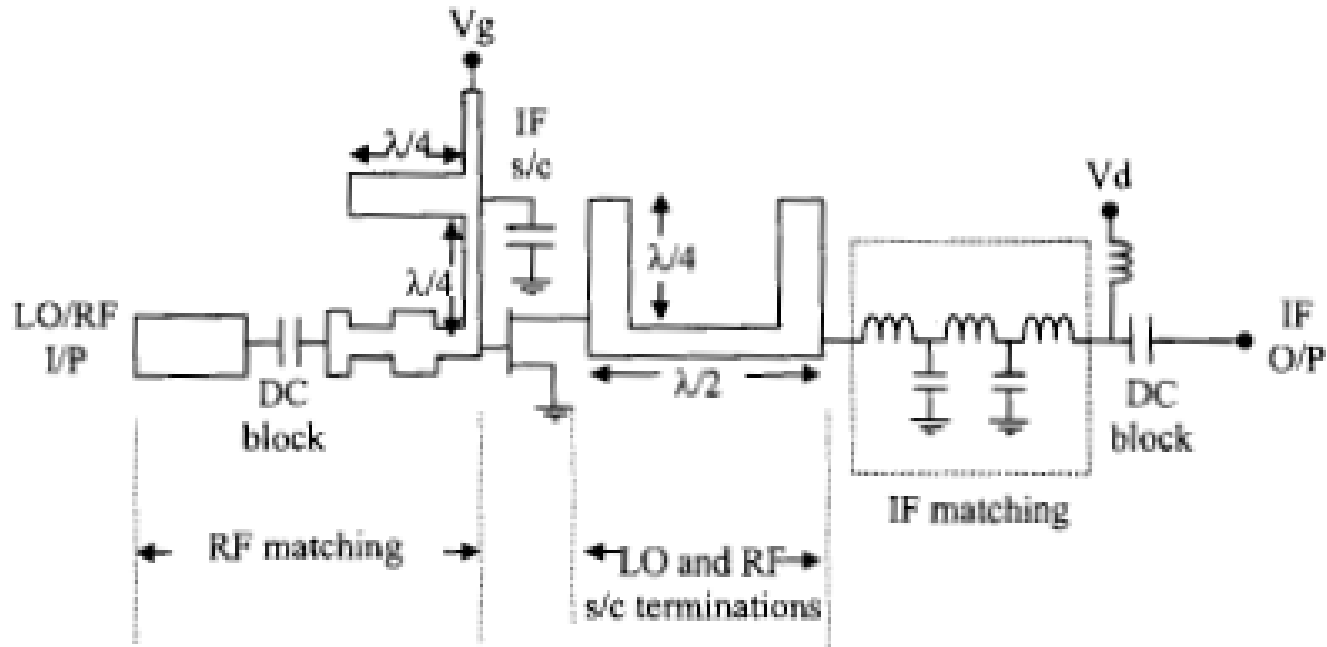 Vg
λ/4
IF
s/c
λ/4
λ/4
Vd
LO/RF
I/P
DC
block
λ/2
IF
O/P
DC
block
IF matching
RF matching
LO and RF
s/c terminations